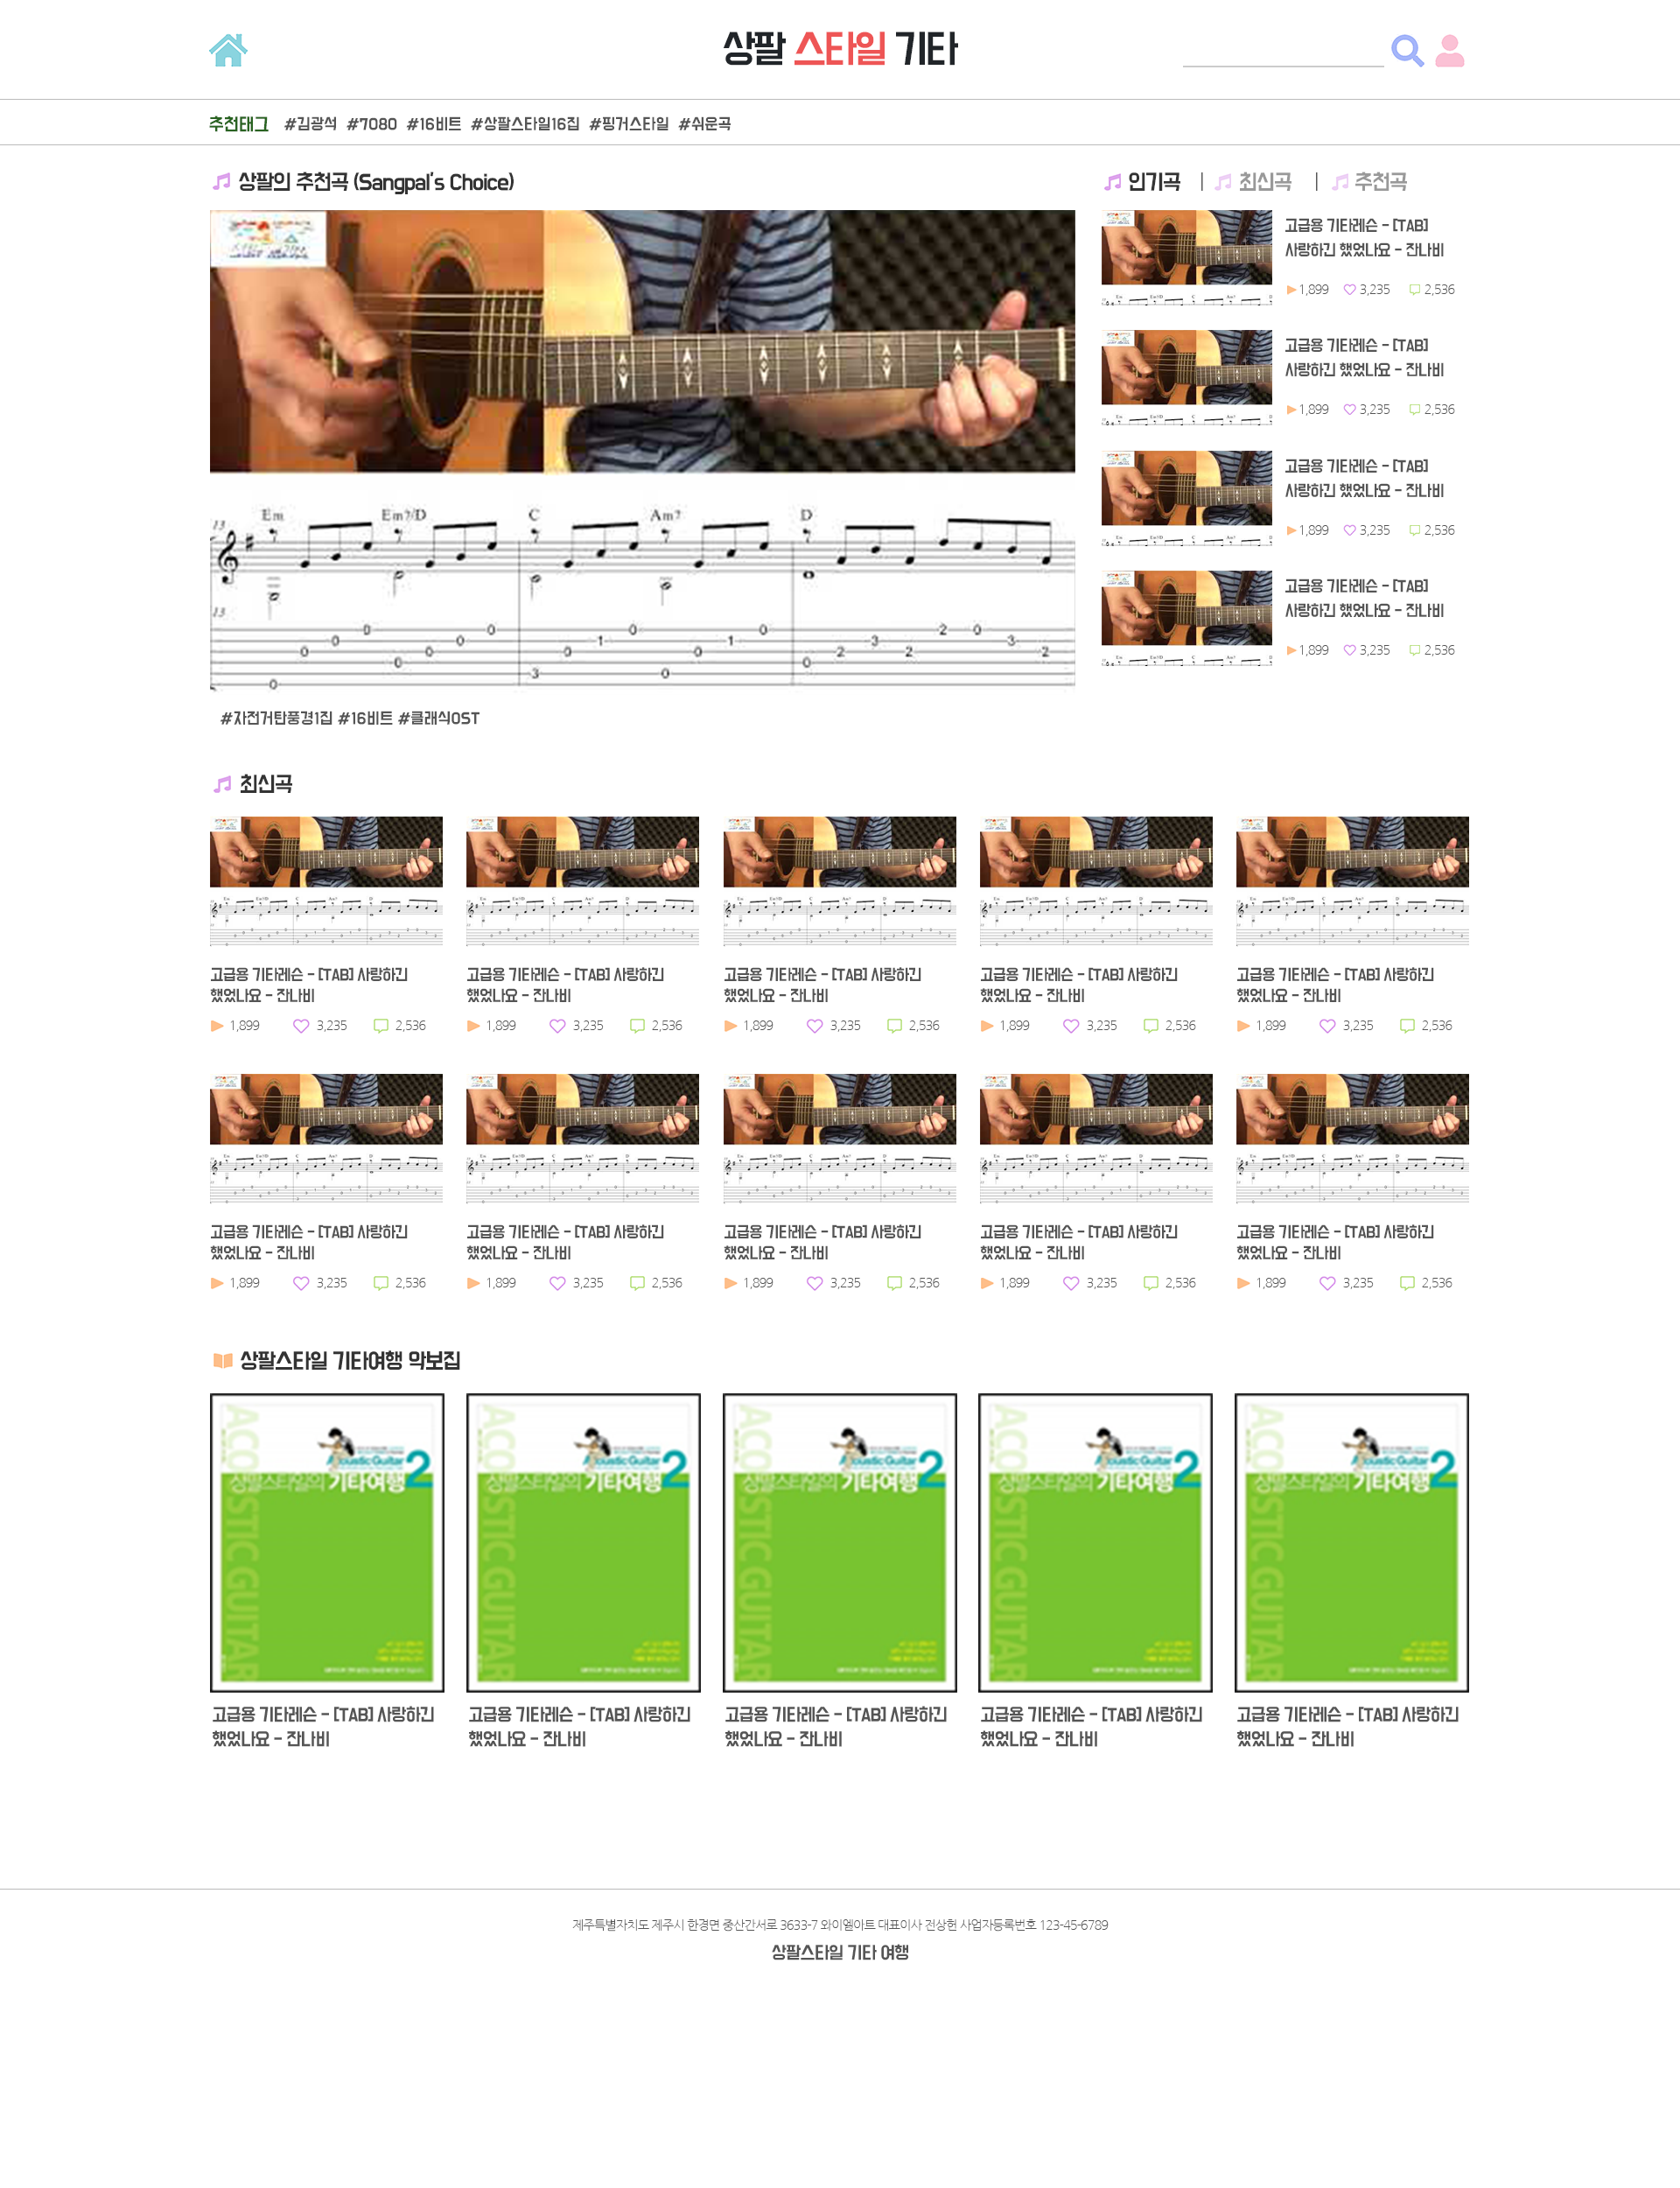 상팔 스타일 기타
추천태그 #김광석 #7080 #16비트 #상팔스타일16집 #핑거스타일 #쉬운곡
상팔의 추천곡 (Sangpal's Choice)
Em Em7/D C Am7 D
13
13
0 0 0 0 0 0 0 0
3 0 1 0 0 0 1 0
0 2 3 2 2 0 3 2
#자전거탄풍경1집 #16비트 #클래식OST
인기곡 | 최신곡 | 추천곡
고급용 기타레슨 - [TAB]
사랑하긴 했었나요 - 잔나비
1,899 3,235 2,536
고급용 기타레슨 - [TAB]
사랑하긴 했었나요 - 잔나비
1,899 3,235 2,536
고급용 기타레슨 - [TAB]
사랑하긴 했었나요 - 잔나비
1,899 3,235 2,536
고급용 기타레슨 - [TAB]
사랑하긴 했었나요 - 잔나비
1,899 3,235 2,536
최신곡
고급용 기타레슨 - [TAB] 사랑하긴
했었나요 - 잔나비
1,899 3,235 2,536
고급용 기타레슨 - [TAB] 사랑하긴
했었나요 - 잔나비
1,899 3,235 2,536
고급용 기타레슨 - [TAB] 사랑하긴
했었나요 - 잔나비
1,899 3,235 2,536
고급용 기타레슨 - [TAB] 사랑하긴
했었나요 - 잔나비
1,899 3,235 2,536
고급용 기타레슨 - [TAB] 사랑하긴
했었나요 - 잔나비
1,899 3,235 2,536
고급용 기타레슨 - [TAB] 사랑하긴
했었나요 - 잔나비
1,899 3,235 2,536
고급용 기타레슨 - [TAB] 사랑하긴
했었나요 - 잔나비
1,899 3,235 2,536
고급용 기타레슨 - [TAB] 사랑하긴
했었나요 - 잔나비
1,899 3,235 2,536
고급용 기타레슨 - [TAB] 사랑하긴
했었나요 - 잔나비
1,899 3,235 2,536
고급용 기타레슨 - [TAB] 사랑하긴
했었나요 - 잔나비
1,899 3,235 2,536
상팔스타일 기타여행 악보집
Acoustic Guitar 2
상팔스타일의 기타여행
ACOUSTIC GUITAR
고급용 기타레슨 - [TAB] 사랑하긴
했었나요 - 잔나비
Acoustic Guitar 2
상팔스타일의 기타여행
ACOUSTIC GUITAR
고급용 기타레슨 - [TAB] 사랑하긴
했었나요 - 잔나비
Acoustic Guitar 2
상팔스타일의 기타여행
ACOUSTIC GUITAR
고급용 기타레슨 - [TAB] 사랑하긴
했었나요 - 잔나비
Acoustic Guitar 2
상팔스타일의 기타여행
ACOUSTIC GUITAR
고급용 기타레슨 - [TAB] 사랑하긴
했었나요 - 잔나비
Acoustic Guitar 2
상팔스타일의 기타여행
ACOUSTIC GUITAR
고급용 기타레슨 - [TAB] 사랑하긴
했었나요 - 잔나비
제주특별자치도 제주시 한경면 중산간서로 3633-7 와이엘아트 대표이사 전상헌 사업자등록번호 123-45-6789
상팔스타일 기타 여행